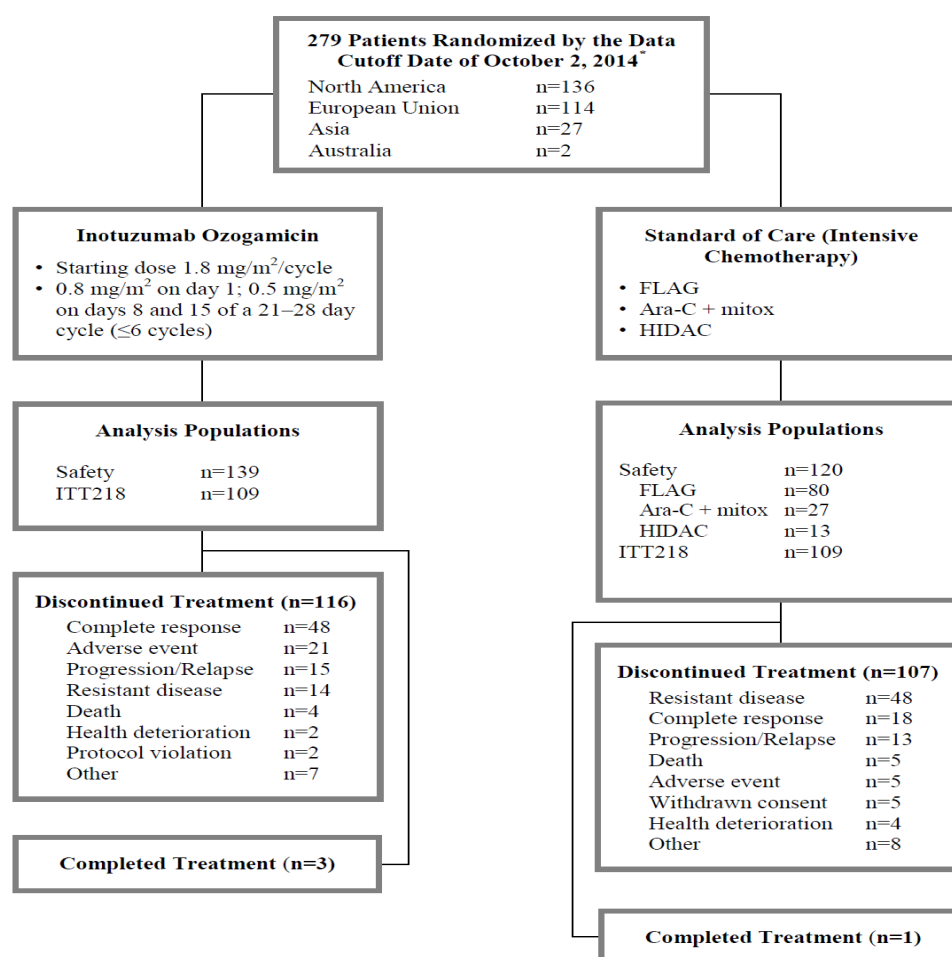 279 Patients Randomized by the Data
Cutoff Date of October 2, 2014*
North America n=136
European Union n=114
Asia n=27
Australia n=2
Inotuzumab Ozogamicin
• Starting dose 1.8 mg/m²/cycle
• 0.8 mg/m² on day 1; 0.5 mg/m²
on days 8 and 15 of a 21–28 day
cycle (≤6 cycles)
Standard of Care (Intensive
Chemotherapy)
• FLAG
• Ara-C + mitox
• HIDAC
Analysis Populations
Safety n=139
ITT218 n=109
Analysis Populations
Safety n=120
FLAG n=80
Ara-C + mitox n=27
HIDAC n=13
ITT218 n=109
Discontinued Treatment (n=116)
Complete response n=48
Adverse event n=21
Progression/Relapse n=15
Resistant disease n=14
Death n=4
Health deterioration n=2
Protocol violation n=2
Other n=7
Discontinued Treatment (n=107)
Resistant disease n=48
Complete response n=18
Progression/Relapse n=13
Death n=5
Adverse event n=5
Withdrawn consent n=5
Health deterioration n=4
Other n=8
Completed Treatment (n=3)
Completed Treatment (n=1)